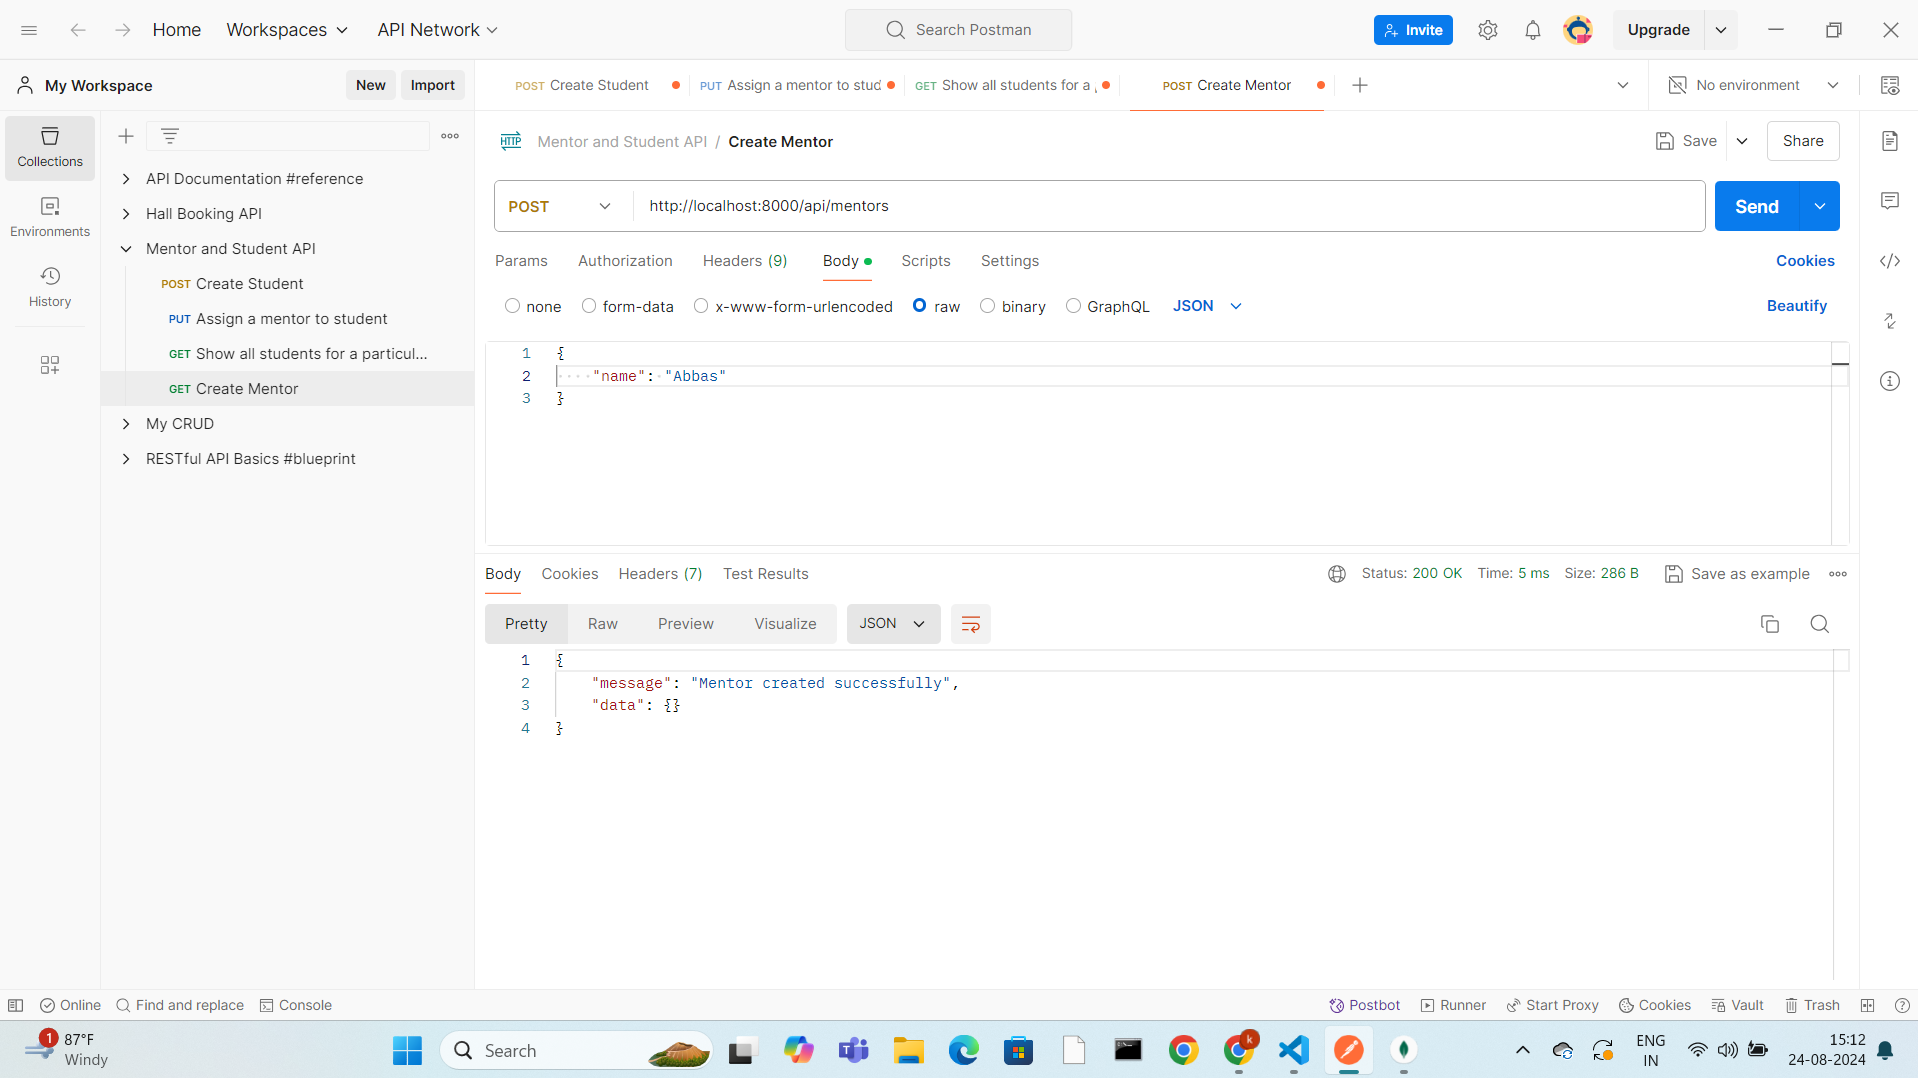 Home
Workspaces
API Network
Search Postman
Invite
Upgrade
My Workspace
New
Import
POST Create Student
PUT Assign a mentor to stud
GET Show all students for a
POST Create Mentor
No environment
Collections
Environments
History
API Documentation #reference
Hall Booking API
Mentor and Student API
POST Create Student
PUT Assign a mentor to student
GET Show all students for a particul...
GET Create Mentor
My CRUD
RESTful API Basics #blueprint
HTTP Mentor and Student API / Create Mentor
Save
Share
POST
http://localhost:8000/api/mentors
Send
Params
Authorization
Headers (9)
Body
Scripts
Settings
Cookies
none
form-data
x-www-form-urlencoded
raw
binary
GraphQL
JSON
Beautify
1 {
2 ····"name":·"Abbas"
3 }
Body
Cookies
Headers (7)
Test Results
Status: 200 OK
Time: 5 ms
Size: 286 B
Save as example
Pretty
Raw
Preview
Visualize
JSON
1 {
2 "message": "Mentor created successfully",
3 "data": {}
4 }
Online
Find and replace
Console
Postbot
Runner
Start Proxy
Cookies
Vault
Trash
1
87°F
Windy
Search
k
ENG
IN
15:12
24-08-2024